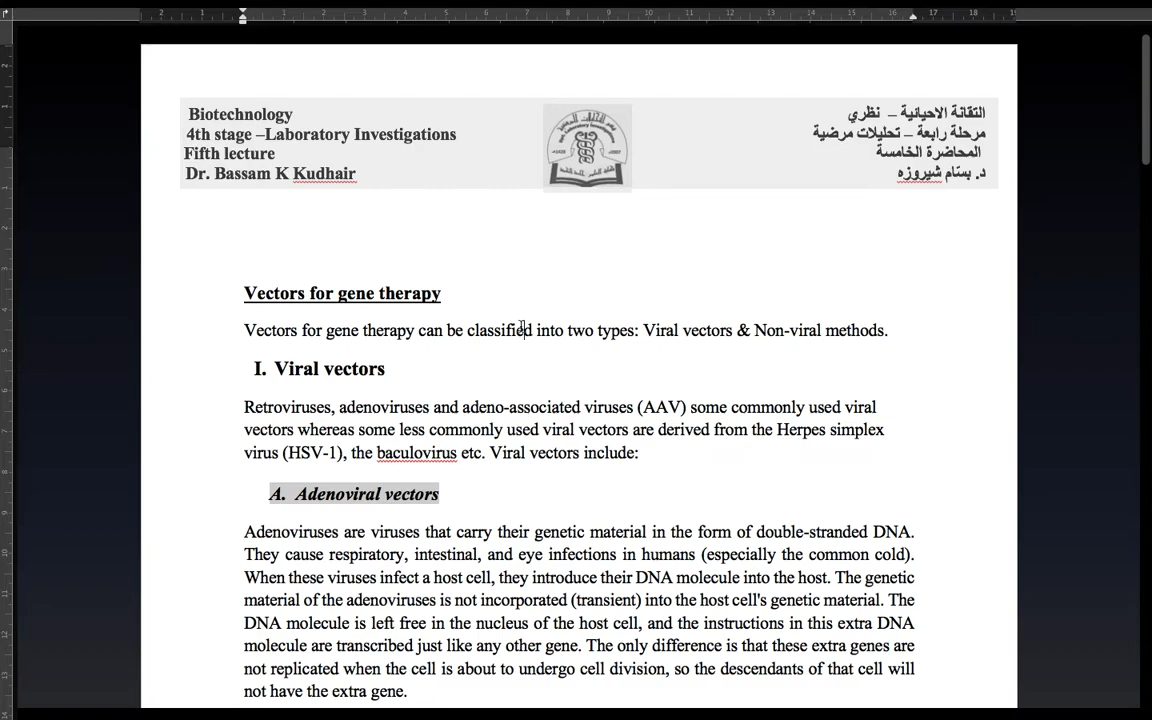 Biotechnology
4th stage –Laboratory Investigations
Fifth lecture
Dr. Bassam K Kudhair
التقانة الاحيائية – نظري
مرحلة رابعة – تحليلات مرضية
المحاضرة الخامسة
د. بسّام شيروزه
Vectors for gene therapy
Vectors for gene therapy can be classified into two types: Viral vectors & Non-viral methods.
I. Viral vectors
Retroviruses, adenoviruses and adeno-associated viruses (AAV) some commonly used viral
vectors whereas some less commonly used viral vectors are derived from the Herpes simplex
virus (HSV-1), the baculovirus etc. Viral vectors include:
A. Adenoviral vectors
Adenoviruses are viruses that carry their genetic material in the form of double-stranded DNA.
They cause respiratory, intestinal, and eye infections in humans (especially the common cold).
When these viruses infect a host cell, they introduce their DNA molecule into the host. The genetic
material of the adenoviruses is not incorporated (transient) into the host cell's genetic material. The
DNA molecule is left free in the nucleus of the host cell, and the instructions in this extra DNA
molecule are transcribed just like any other gene. The only difference is that these extra genes are
not replicated when the cell is about to undergo cell division, so the descendants of that cell will
not have the extra gene.